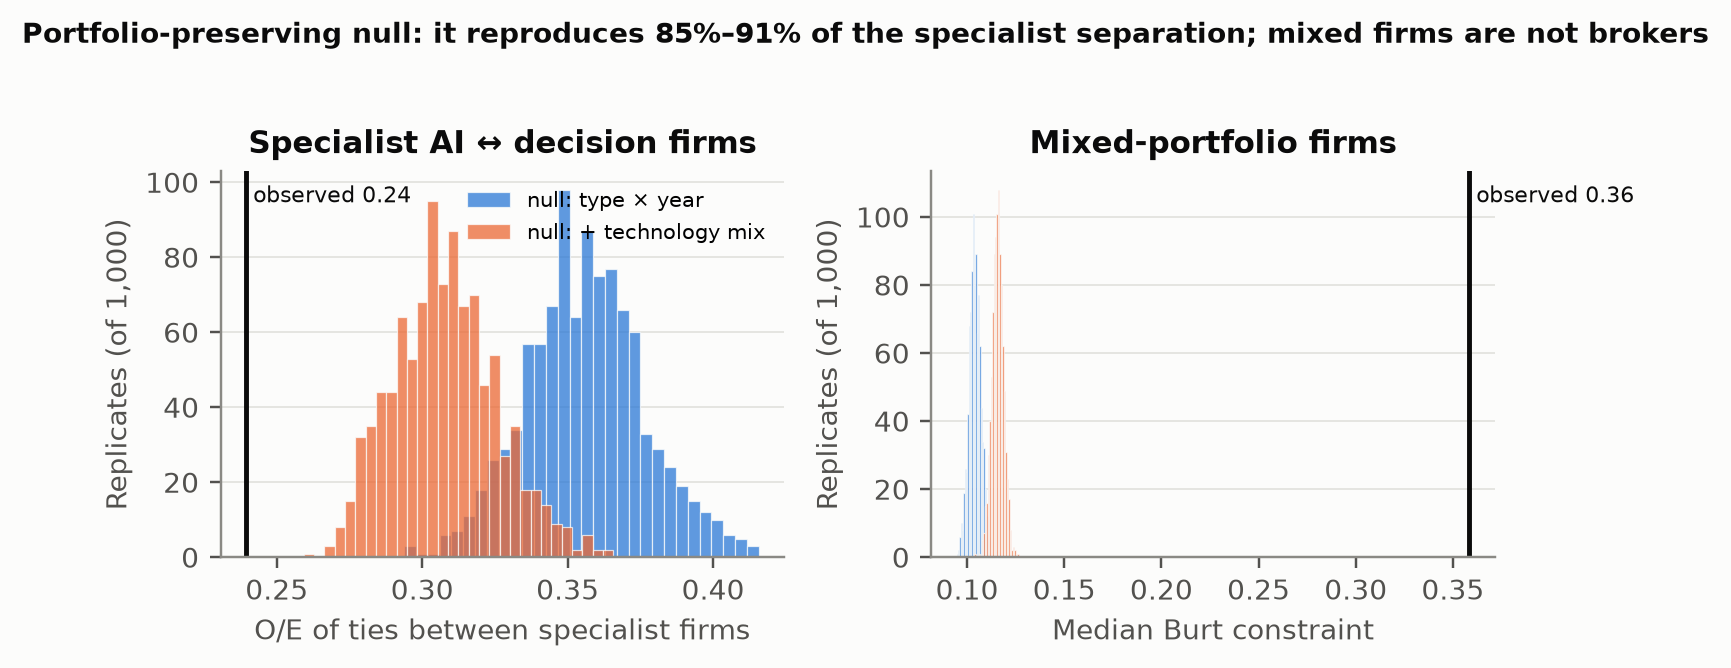 Portfolio-preserving null: it reproduces 85%–91% of the specialist separation; mixed firms are not brokers
Specialist AI ↔ decision firms
observed 0.24
null: type × year
null: + technology mix
Replicates (of 1,000)
100
80
60
40
20
0
0.25 0.30 0.35 0.40
O/E of ties between specialist firms
Mixed-portfolio firms
observed 0.36
Replicates (of 1,000)
100
80
60
40
20
0
0.10 0.15 0.20 0.25 0.30 0.35
Median Burt constraint